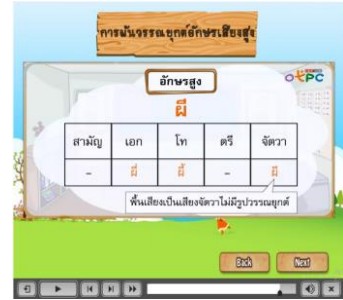 การผันวรรณยุกต์อักษรเสียงสูง
อักษรสูง
OTPC
ผี
สามัญ เอก โท ตรี จัตวา
- ผี่ ผี้ - ผี
พื้นเสียงเป็นเสียงจัตวาไม่มีรูปวรรณยุกต์
Back Next